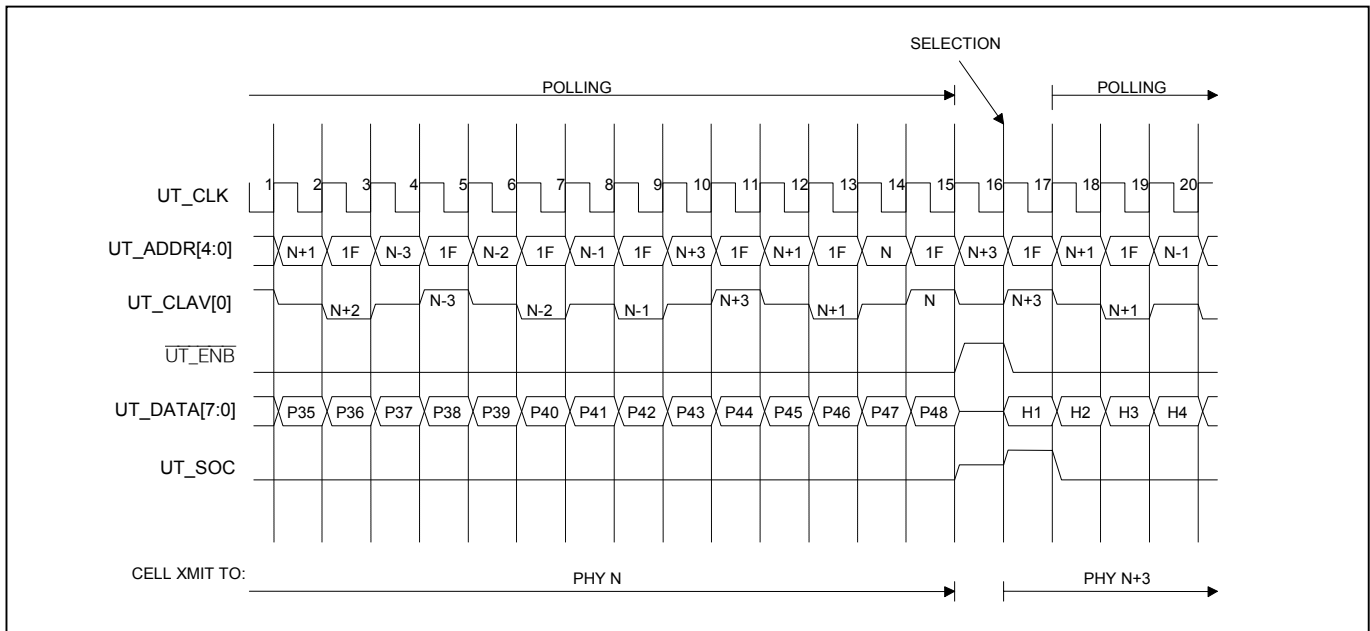 SELECTION
POLLING POLLING
UT_CLK 1 2 3 4 5 6 7 8 9 10 11 12 13 14 15 16 17 18 19 20
UT_ADDR[4:0] N+1 1F N-3 1F N-2 1F N-1 1F N+3 1F N+1 1F N 1F N+3 1F N+1 1F N-1
UT_CLAV[0] N+2 N-3 N-2 N-1 N+3 N+1 N N+3 N+1
UT_ENB
UT_DATA[7:0] P35 P36 P37 P38 P39 P40 P41 P42 P43 P44 P45 P46 P47 P48 H1 H2 H3 H4
UT_SOC
CELL XMIT TO: PHY N PHY N+3